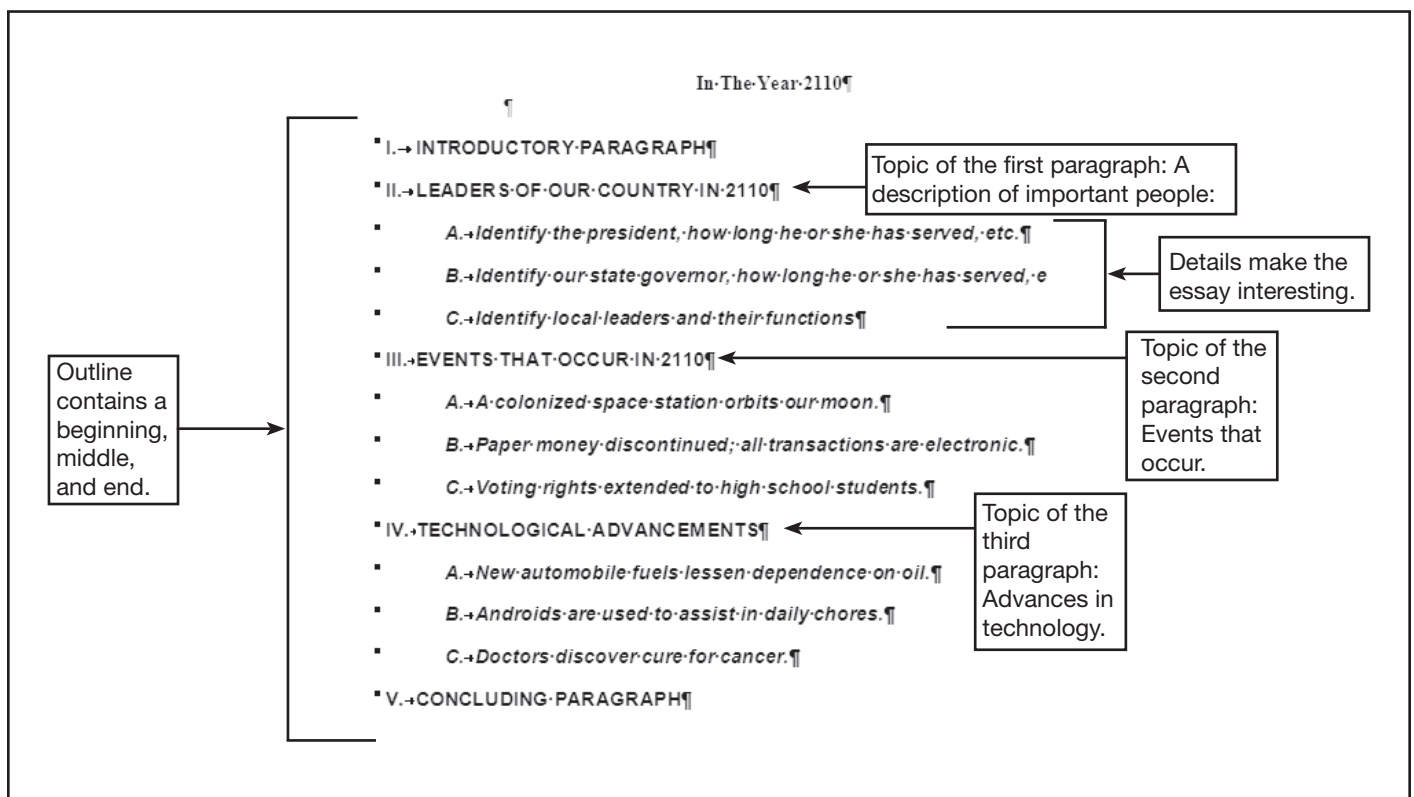 In·The·Year·2110¶
¶
I.→INTRODUCTORY·PARAGRAPH¶
Topic of the first paragraph: A
description of important people:
II.→LEADERS·OF·OUR·COUNTRY·IN·2110¶
A.→Identify·the·president,·how·long·he·or·she·has·served,·etc.¶
B.→Identify·our·state·governor,·how·long·he·or·she·has·served,·e
C.→Identify·local·leaders·and·their·functions¶
Details make the
essay interesting.
III.→EVENTS·THAT·OCCUR·IN·2110¶
Topic of the
second
paragraph:
Events that
occur.
Outline
contains a
beginning,
middle,
and end.
A.→A·colonized·space·station·orbits·our·moon.¶
B.→Paper·money·discontinued;·all·transactions·are·electronic.¶
C.→Voting·rights·extended·to·high·school·students.¶
IV.→TECHNOLOGICAL·ADVANCEMENTS¶
Topic of the
third
paragraph:
Advances in
technology.
A.→New·automobile·fuels·lessen·dependence·on·oil.¶
B.→Androids·are·used·to·assist·in·daily·chores.¶
C.→Doctors·discover·cure·for·cancer.¶
V.→CONCLUDING·PARAGRAPH¶